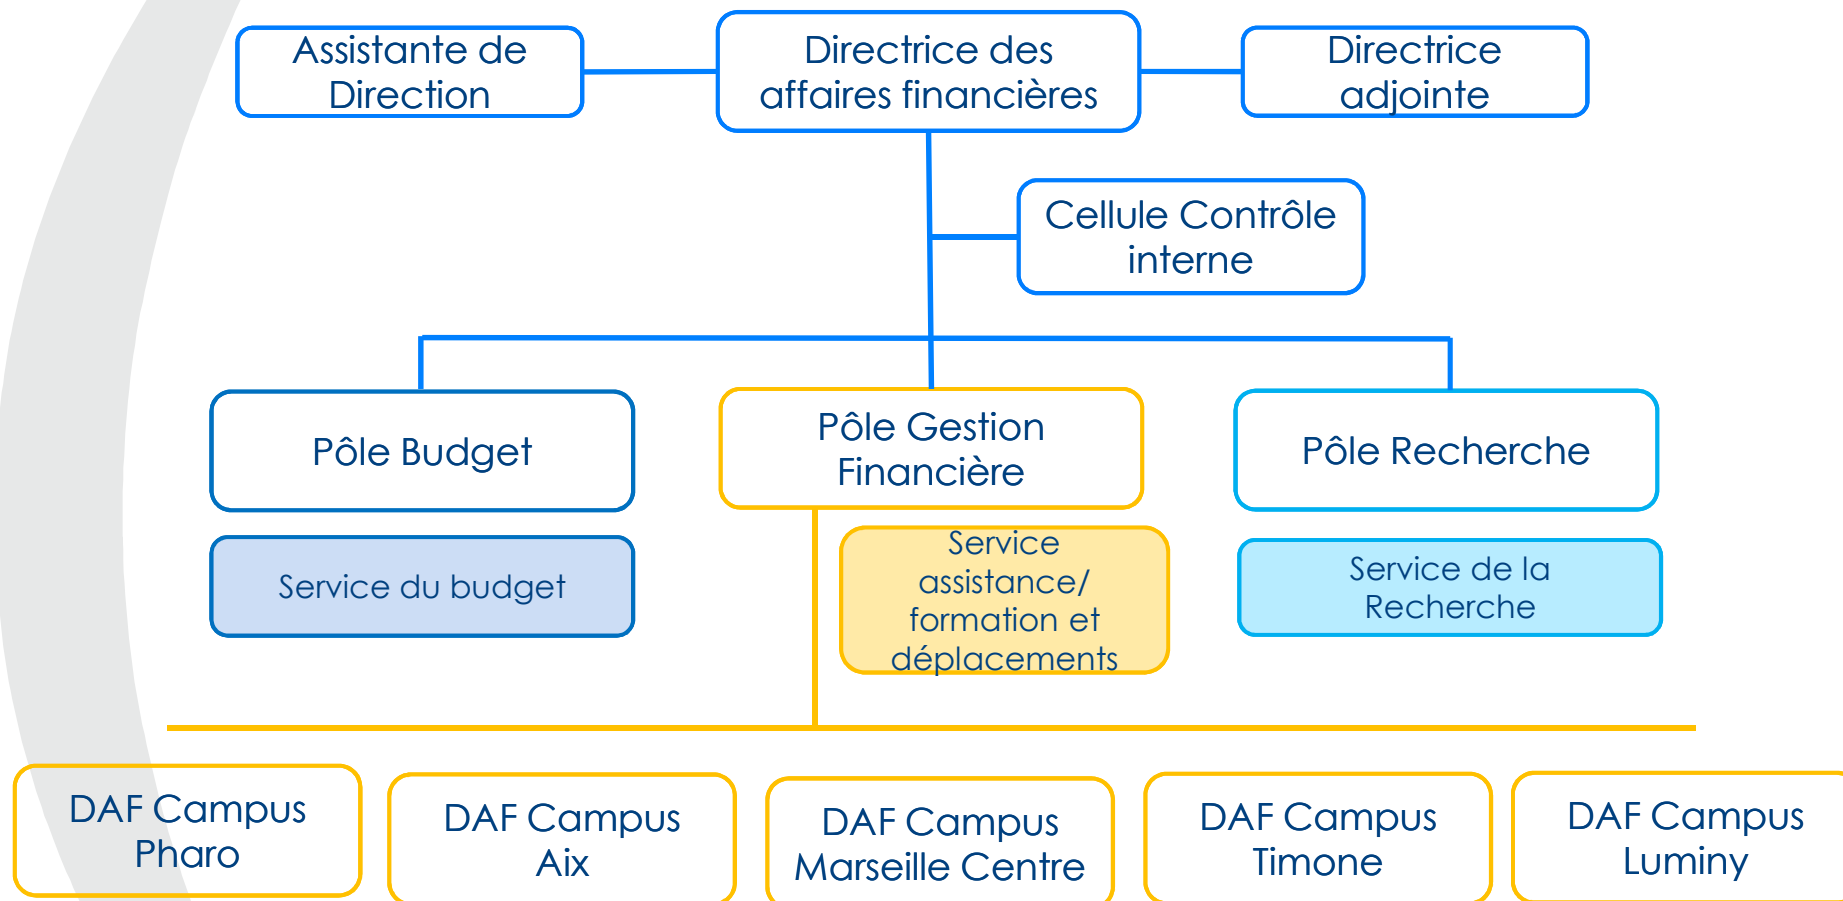 Assistante de
Direction
Directrice des
affaires financières
Directrice
adjointe
Cellule Contrôle
interne
Pôle Budget
Pôle Gestion
Financière
Pôle Recherche
Service du budget
Service
assistance/
formation et
déplacements
Service de la
Recherche
DAF Campus
Pharo
DAF Campus
Aix
DAF Campus
Marseille Centre
DAF Campus
Timone
DAF Campus
Luminy